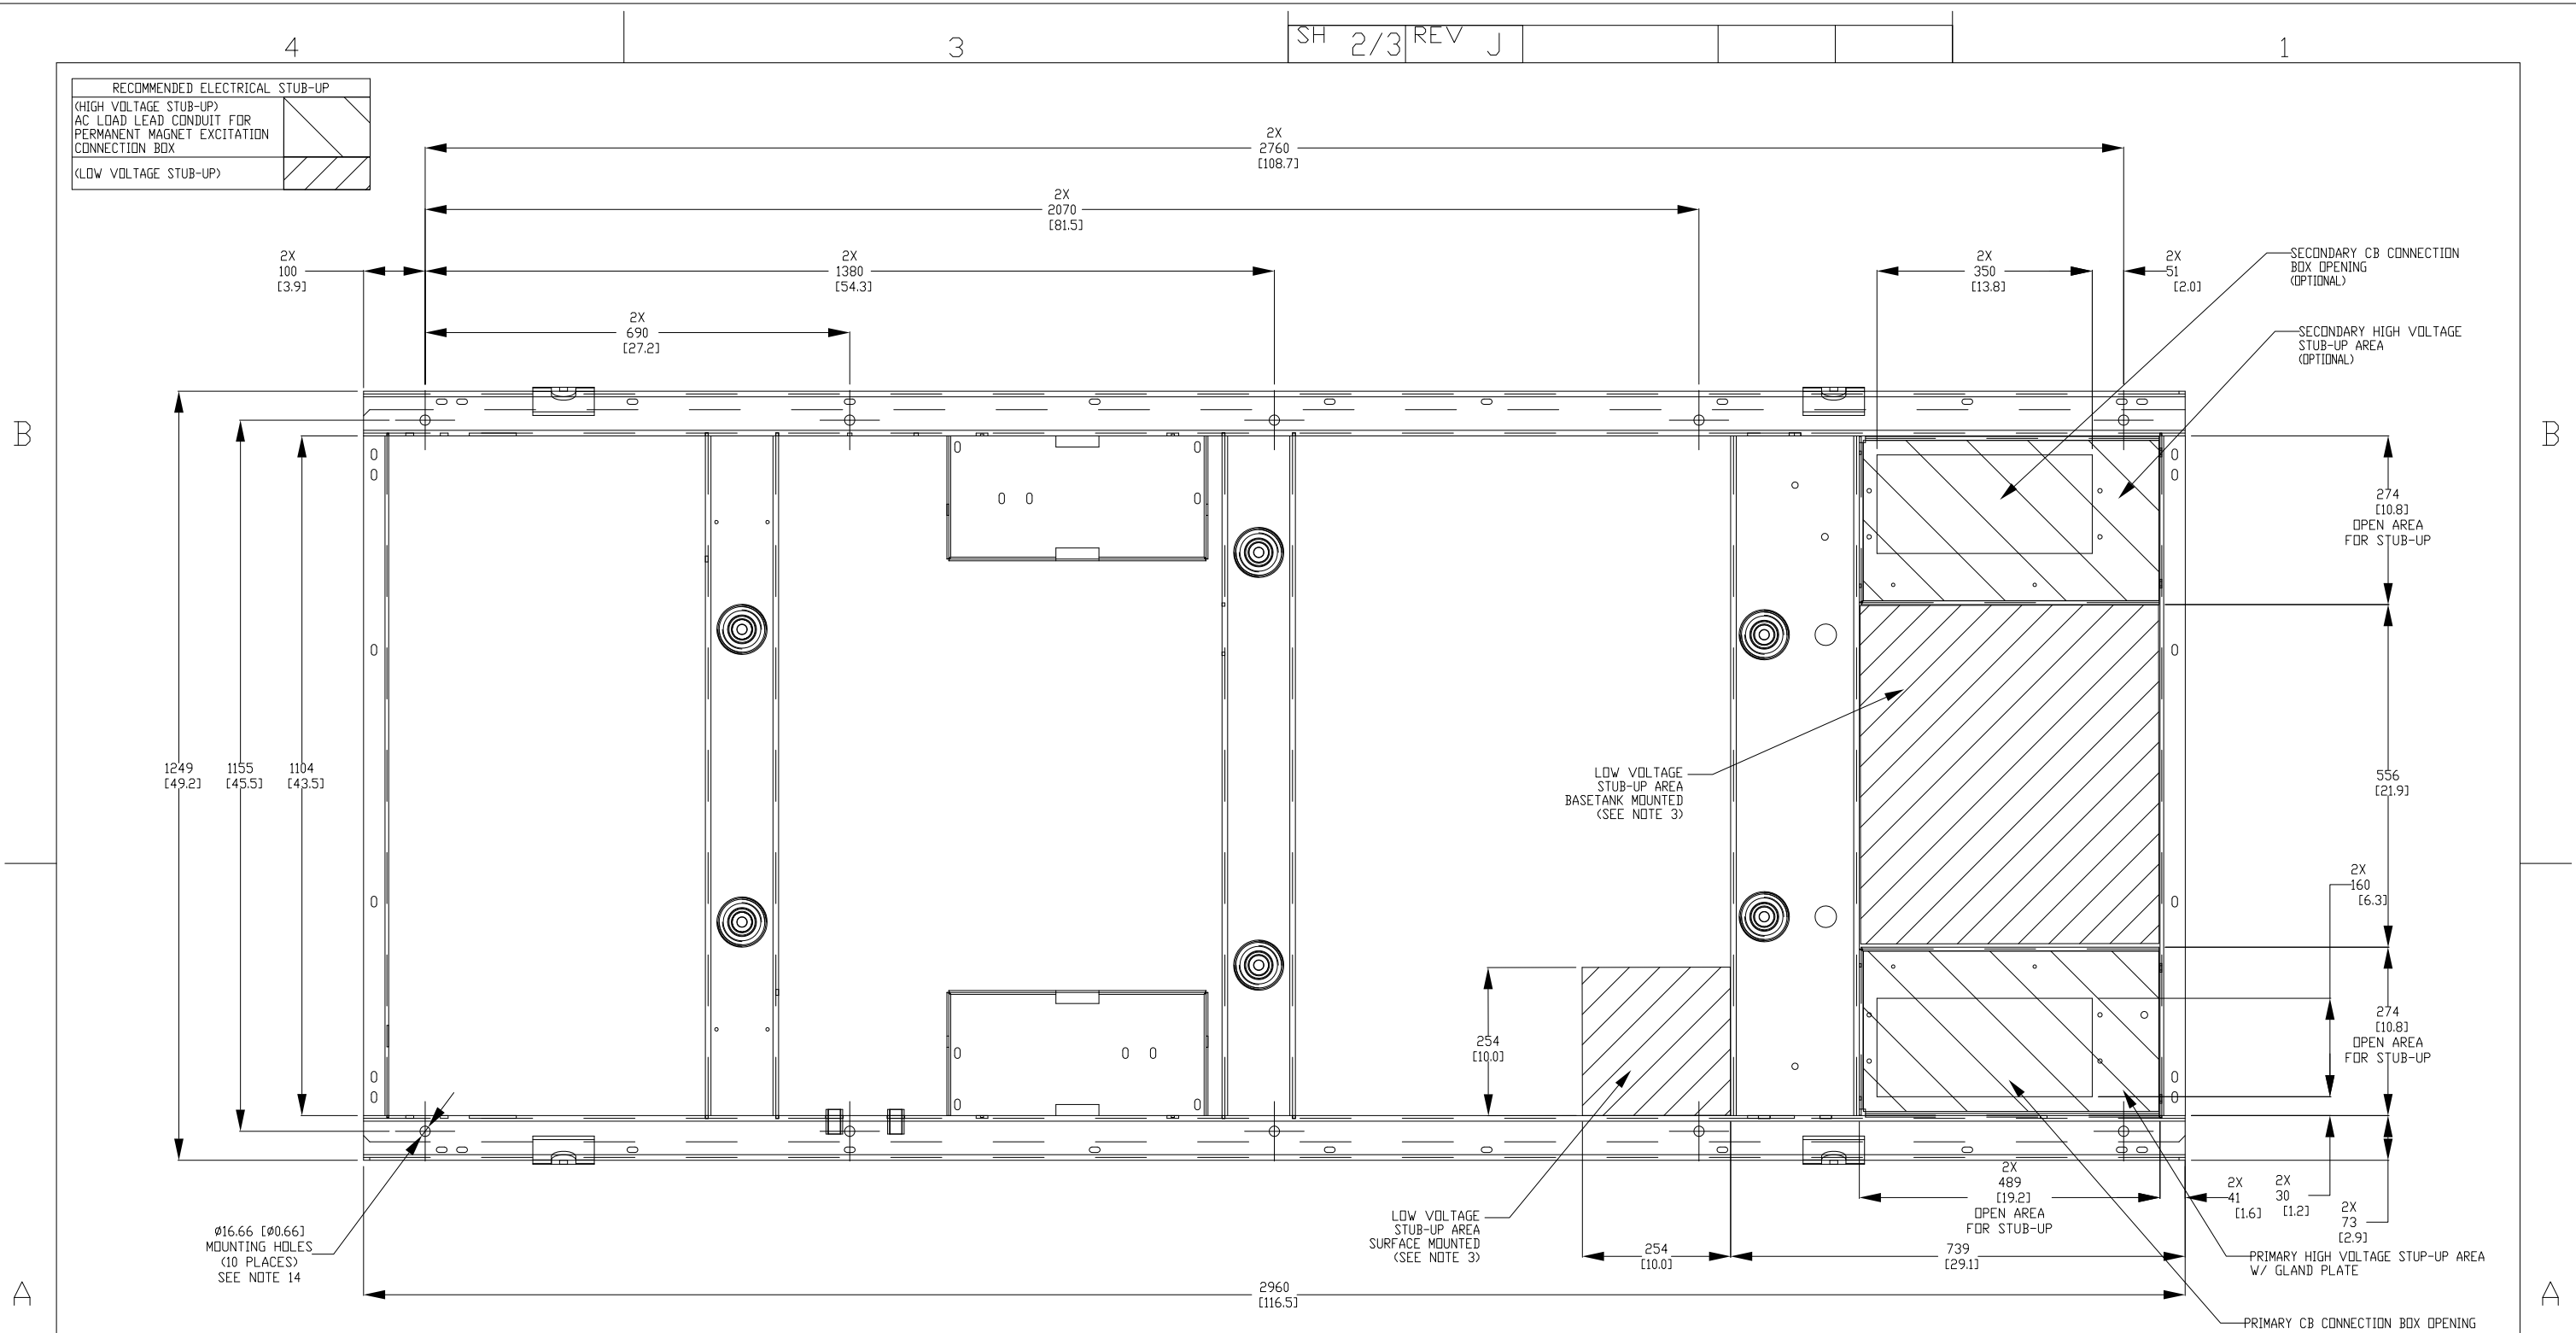 4
3
SH 2/3 REV J
1
RECOMMENDED ELECTRICAL STUB-UP
(HIGH VOLTAGE STUB-UP)
AC LOAD LEAD CONDUIT FOR
PERMANENT MAGNET EXCITATION
CONNECTION BOX
(LOW VOLTAGE STUB-UP)
2X
2760
[108.7]
2X
2070
[81.5]
2X
100
[3.9]
2X
1380
[54.3]
2X
350
[13.8]
2X
51
[2.0]
SECONDARY CB CONNECTION
BOX OPENING
(OPTIONAL)
2X
690
[27.2]
SECONDARY HIGH VOLTAGE
STUB-UP AREA
(OPTIONAL)
B
B
274
[10.8]
OPEN AREA
FOR STUB-UP
1249
[49.2]
1155
[45.5]
1104
[43.5]
LOW VOLTAGE
STUB-UP AREA
BASETANK MOUNTED
(SEE NOTE 3)
556
[21.9]
2X
160
[6.3]
254
[10.0]
274
[10.8]
OPEN AREA
FOR STUB-UP
Ø16.66 [Ø0.66]
MOUNTING HOLES
(10 PLACES)
SEE NOTE 14
LOW VOLTAGE
STUB-UP AREA
SURFACE MOUNTED
(SEE NOTE 3)
2X
489
[19.2]
OPEN AREA
FOR STUB-UP
2X
41
[1.6]
2X
30
[1.2]
2X
73
[2.9]
254
[10.0]
739
[29.1]
PRIMARY HIGH VOLTAGE STUP-UP AREA
W/ GLAND PLATE
2960
[116.5]
A
A
PRIMARY CB CONNECTION BOX OPENING